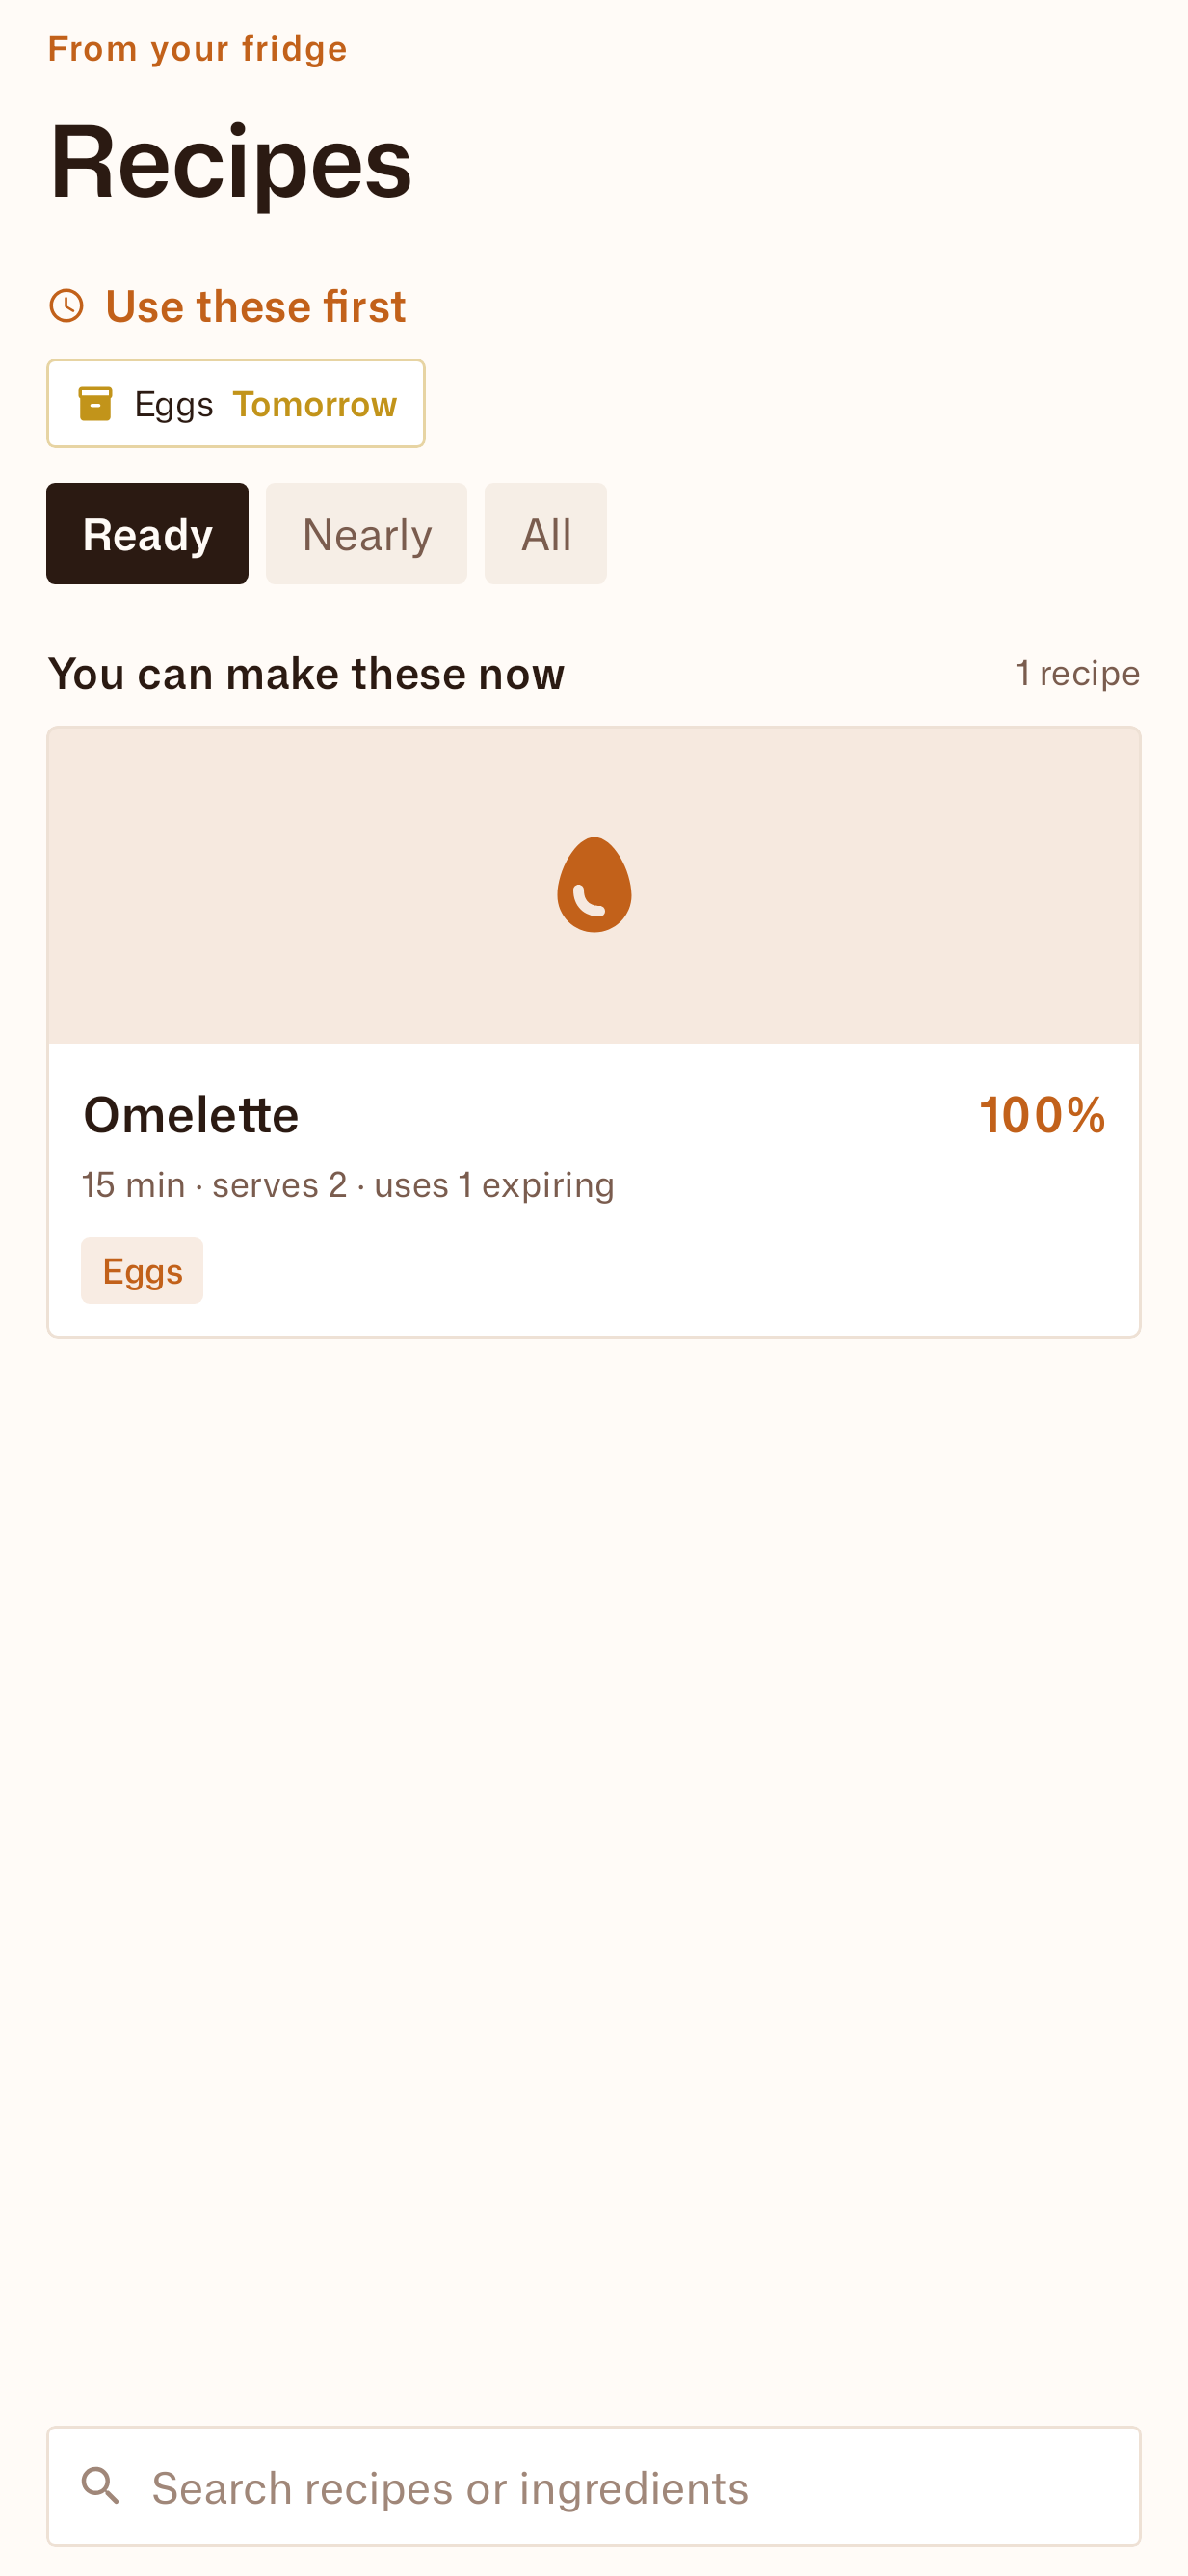 From your fridge
Recipes
Use these first
Eggs Tomorrow
Ready Nearly All
You can make these now 1 recipe
Omelette 100%
15 min · serves 2 · uses 1 expiring
Eggs
Search recipes or ingredients